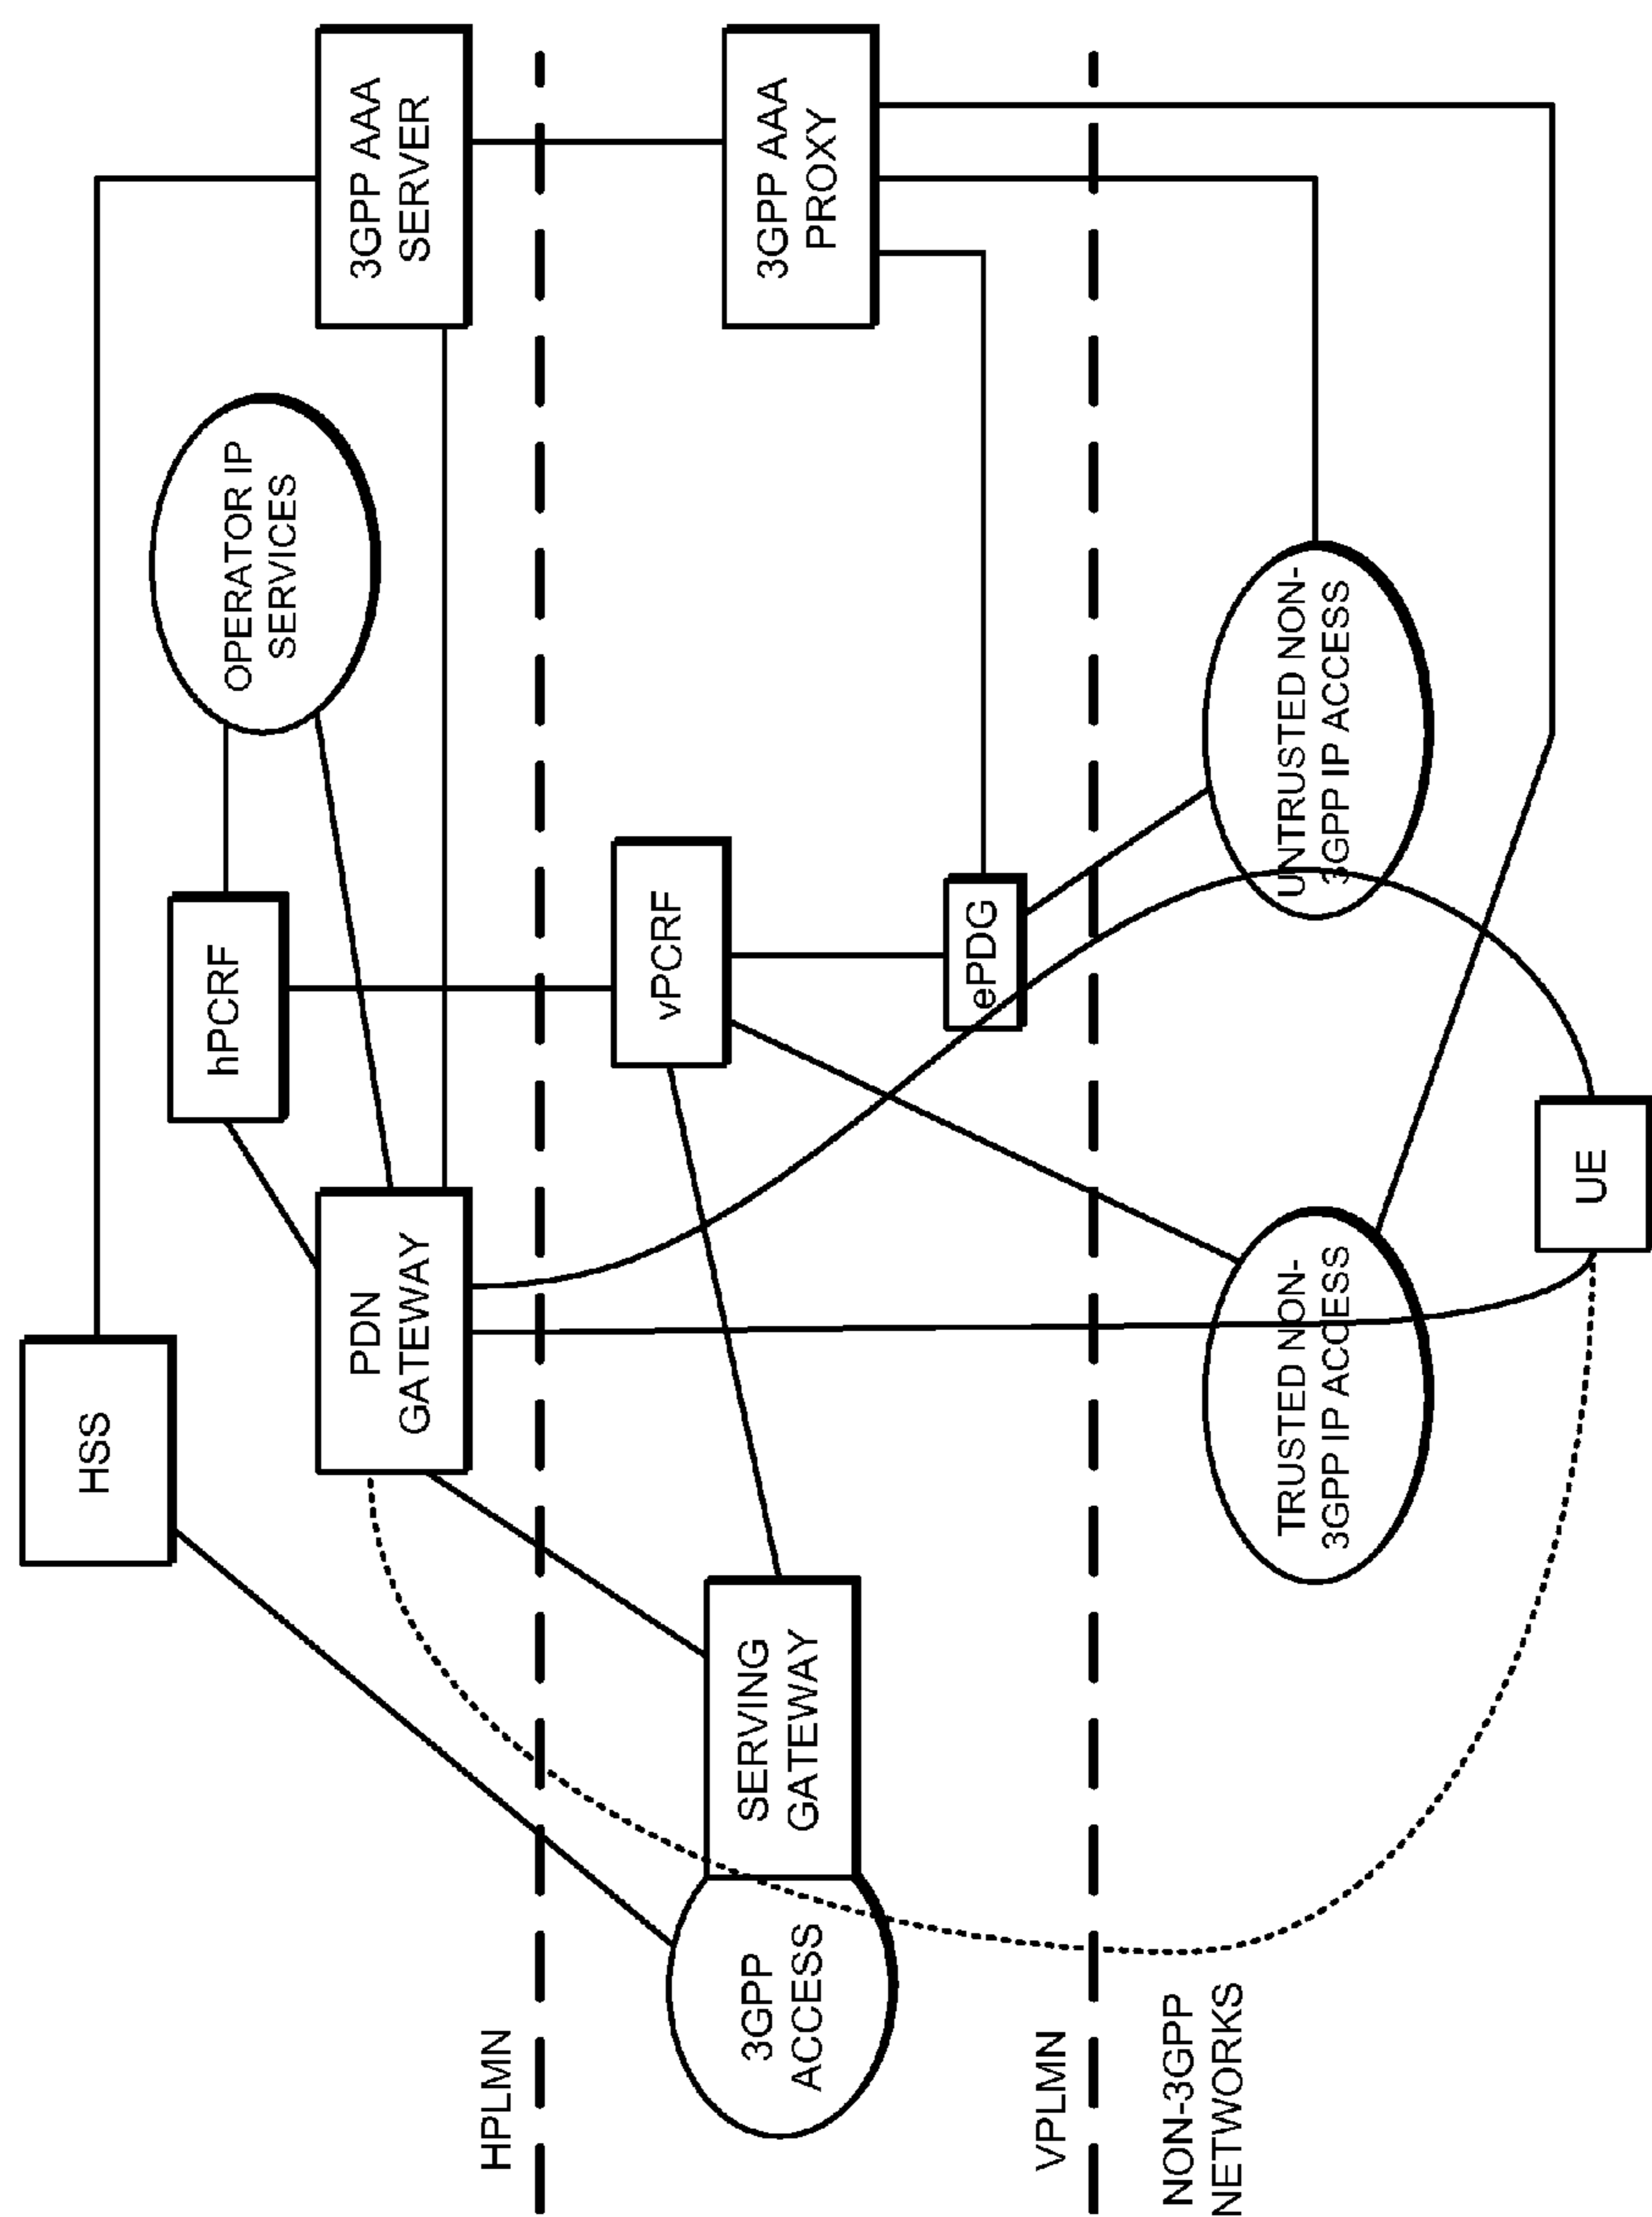 HSS
hPCRF
OPERATOR IP
SERVICES
PDN
GATEWAY
3GPP AAA
SERVER
HPLMN
3GPP
ACCESS
SERVING
GATEWAY
vPCRF
3GPP AAA
PROXY
ePDG
VPLMN
NON-3GPP
NETWORKS
TRUSTED NON-
3GPP IP ACCESS
UNTRUSTED NON-
3GPP IP ACCESS
UE